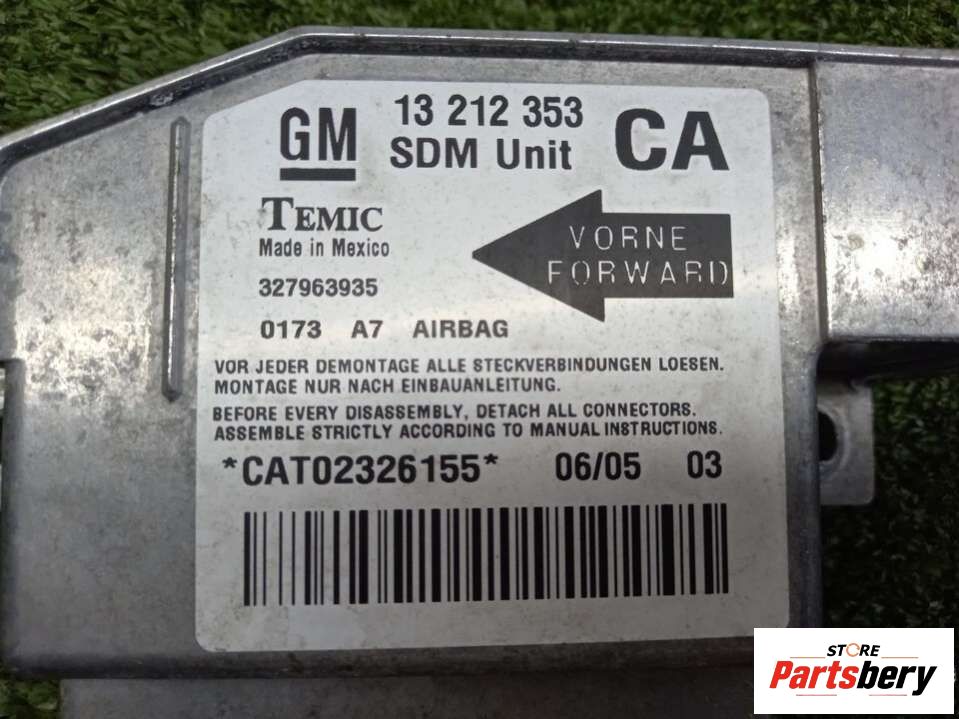 GM 13 212 353 CA
SDM Unit
TEMIC
Made in Mexico
VORNE
FORWARD
327963935
0173 A7 AIRBAG
VOR JEDER DEMONTAGE ALLE STECKVERBINDUNGEN LOESEN.
MONTAGE NUR NACH EINBAUANLEITUNG.
BEFORE EVERY DISASSEMBLY, DETACH ALL CONNECTORS.
ASSEMBLE STRICTLY ACCORDING TO MANUAL INSTRUCTIONS.
*CAT02326155* 06/05 03
STORE
Partsbery